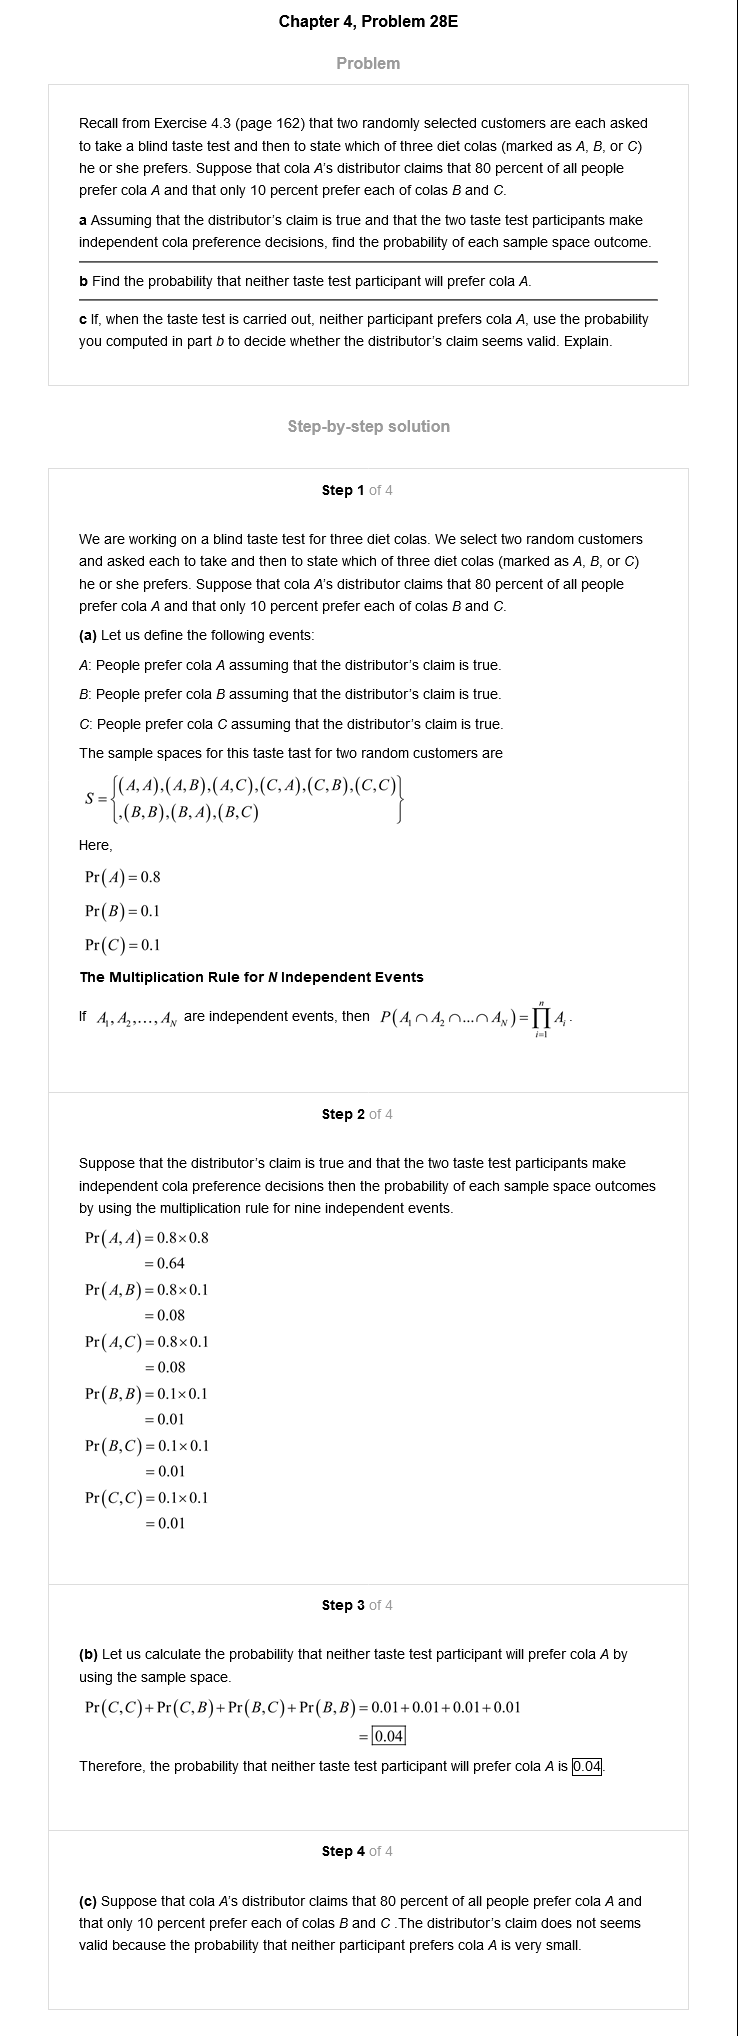 Chapter 4, Problem 28E
Problem
Recall from Exercise 4.3 (page 162) that two randomly selected customers are each asked
to take a blind taste test and then to state which of three diet colas (marked as A, B, or C)
he or she prefers. Suppose that cola A's distributor claims that 80 percent of all people
prefer cola A and that only 10 percent prefer each of colas B and C.
a Assuming that the distributor's claim is true and that the two taste test participants make
independent cola preference decisions, find the probability of each sample space outcome.
b Find the probability that neither taste test participant will prefer cola A.
c If, when the taste test is carried out, neither participant prefers cola A, use the probability
you computed in part b to decide whether the distributor's claim seems valid. Explain.
Step-by-step solution
Step 1 of 4
We are working on a blind taste test for three diet colas. We select two random customers
and asked each to take and then to state which of three diet colas (marked as A, B, or C)
he or she prefers. Suppose that cola A's distributor claims that 80 percent of all people
prefer cola A and that only 10 percent prefer each of colas B and C.
(a) Let us define the following events:
A: People prefer cola A assuming that the distributor's claim is true.
B: People prefer cola B assuming that the distributor's claim is true.
C: People prefer cola C assuming that the distributor's claim is true.
The sample spaces for this taste tast for two random customers are
S = {(A,A),(A,B),(A,C),(C,A),(C,B),(C,C)
,(B,B),(B,A),(B,C)}
Here,
Pr(A) = 0.8
Pr(B) = 0.1
Pr(C) = 0.1
The Multiplication Rule for N Independent Events
If A₁, A₂,..., A_N are independent events, then P(A₁ ∩ A₂ ∩...∩ A_N) = ∏ⁿᵢ₌₁ Aᵢ.
Step 2 of 4
Suppose that the distributor's claim is true and that the two taste test participants make
independent cola preference decisions then the probability of each sample space outcomes
by using the multiplication rule for nine independent events.
Pr(A,A) = 0.8×0.8
= 0.64
Pr(A,B) = 0.8×0.1
= 0.08
Pr(A,C) = 0.8×0.1
= 0.08
Pr(B,B) = 0.1×0.1
= 0.01
Pr(B,C) = 0.1×0.1
= 0.01
Pr(C,C) = 0.1×0.1
= 0.01
Step 3 of 4
(b) Let us calculate the probability that neither taste test participant will prefer cola A by
using the sample space.
Pr(C,C)+Pr(C,B)+Pr(B,C)+Pr(B,B) = 0.01+0.01+0.01+0.01
= 0.04
Therefore, the probability that neither taste test participant will prefer cola A is 0.04.
Step 4 of 4
(c) Suppose that cola A's distributor claims that 80 percent of all people prefer cola A and
that only 10 percent prefer each of colas B and C .The distributor's claim does not seems
valid because the probability that neither participant prefers cola A is very small.